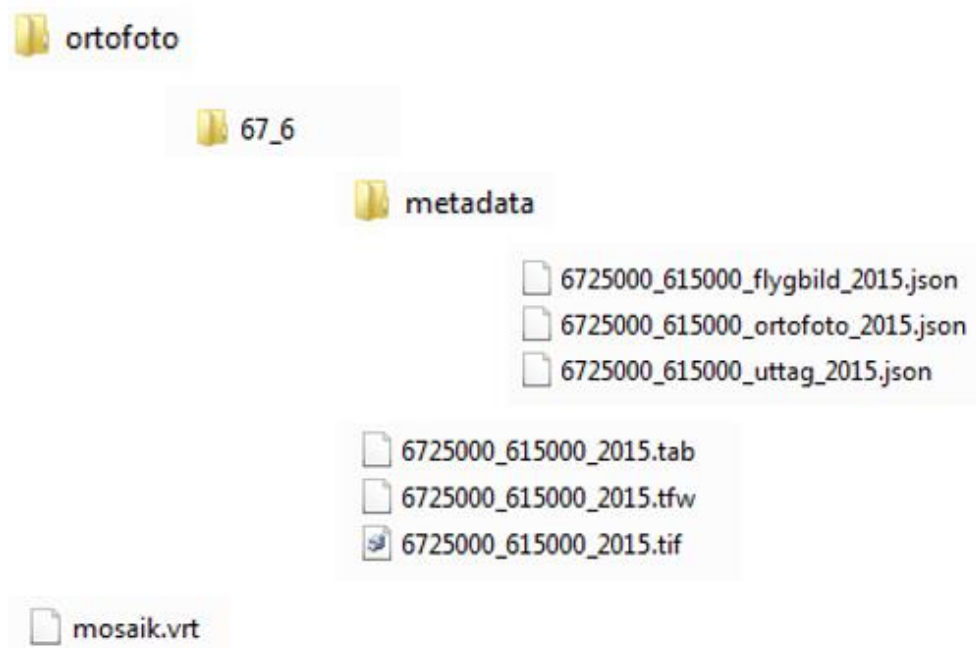 ortofoto
67_6
metadata
6725000_615000_flygbild_2015.json
6725000_615000_ortofoto_2015.json
6725000_615000_uttag_2015.json
6725000_615000_2015.tab
6725000_615000_2015.tfw
6725000_615000_2015.tif
mosaik.vrt